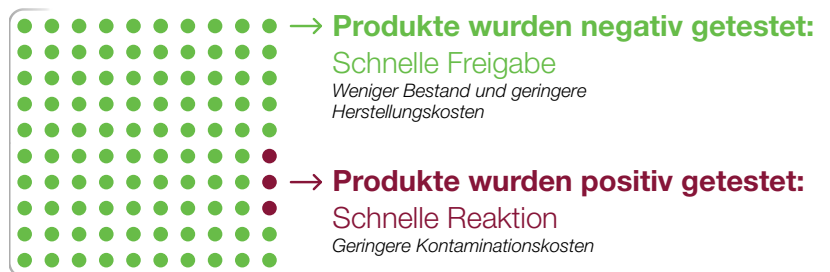 Produkte wurden negativ getestet:
Schnelle Freigabe
Weniger Bestand und geringere
Herstellungskosten
Produkte wurden positiv getestet:
Schnelle Reaktion
Geringere Kontaminationskosten